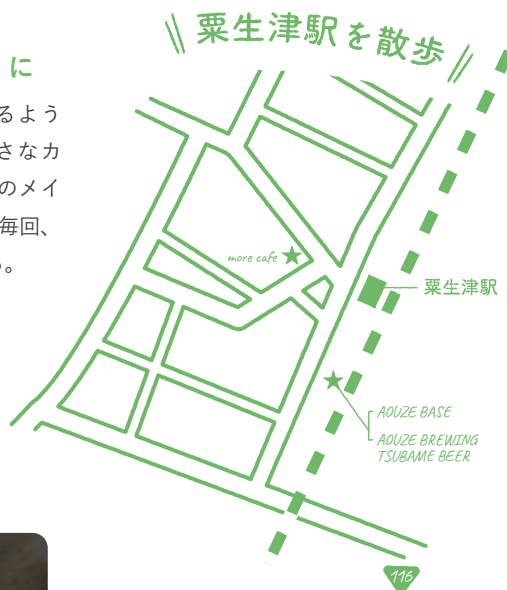 粟生津駅を散歩
に
るよう
さなカ
のメイ
毎回、
more cafe
粟生津駅
AOUZE BASE
AOUZE BREWING
TSUBAME BEER
116